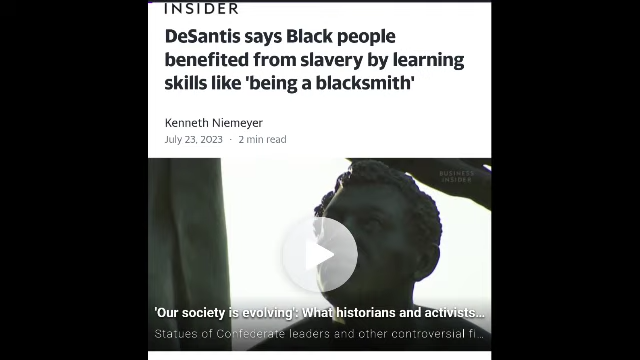 INSIDER
DeSantis says Black people
benefited from slavery by learning
skills like 'being a blacksmith'
Kenneth Niemeyer
July 23, 2023 · 2 min read
BUSINESS
INSIDER
'Our society is evolving': What historians and activists...
Statues of Confederate leaders and other controversial fi...